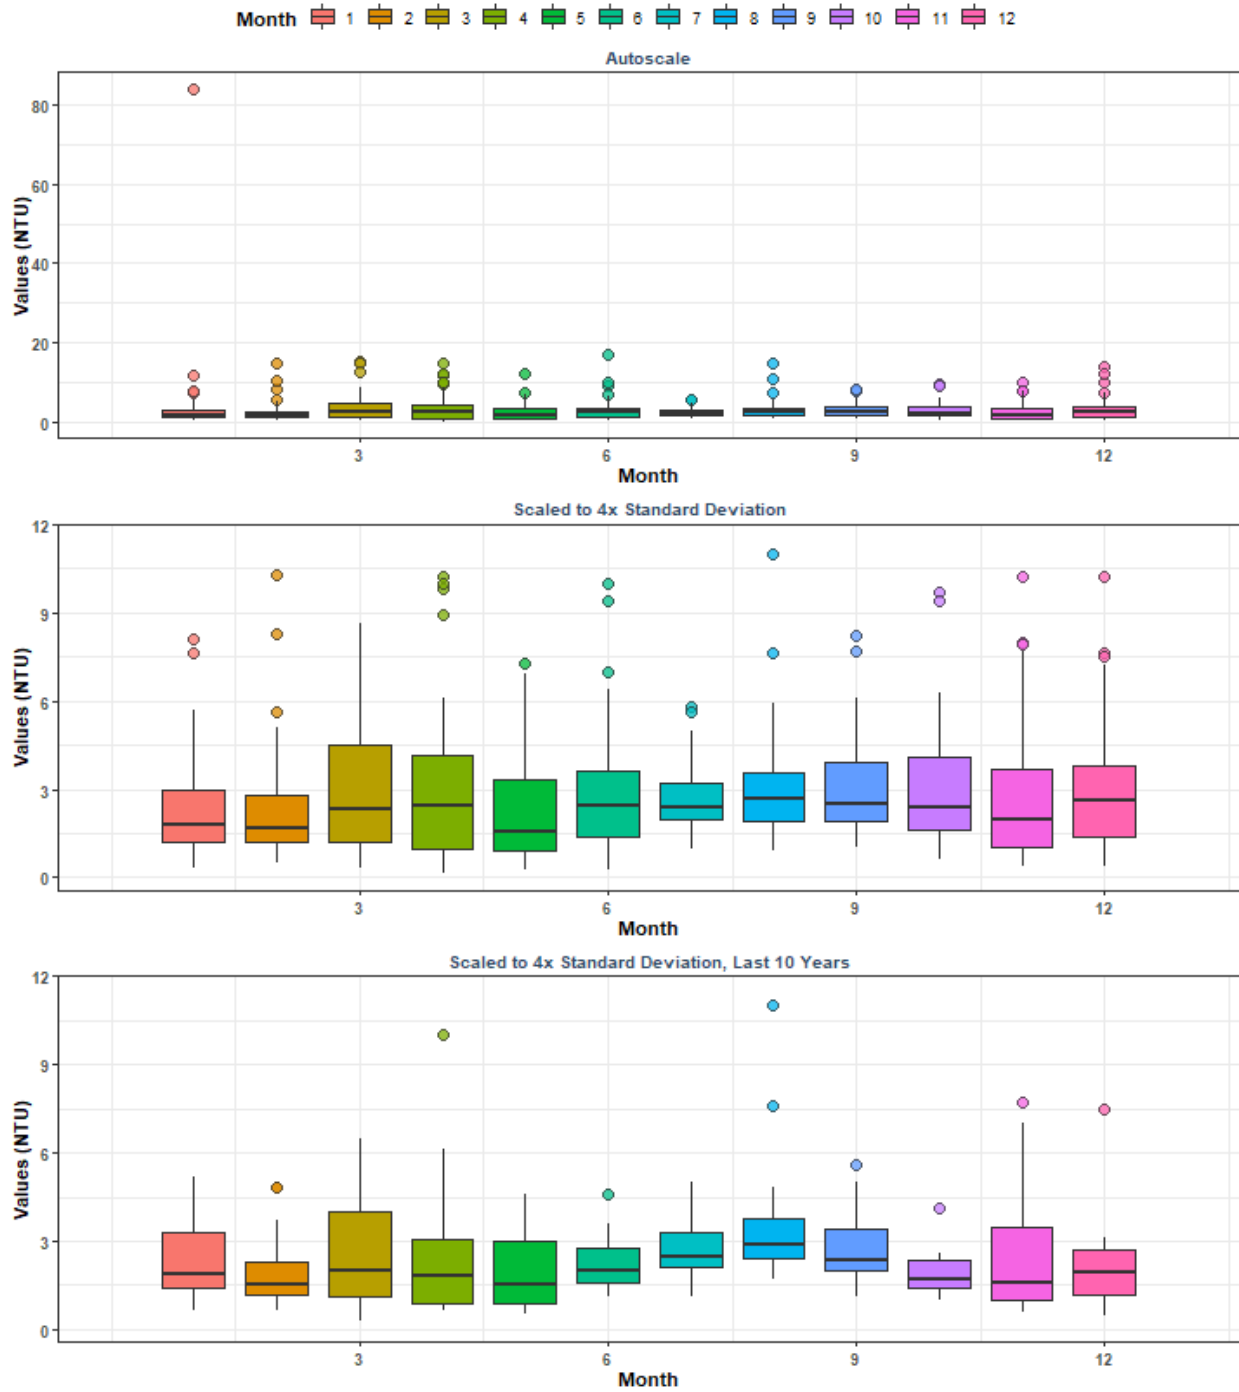 Month 1 2 3 4 5 6 7 8 9 10 11 12
Autoscale
Values (NTU)
80
60
40
20
0
3 6 9 12
Month
Scaled to 4x Standard Deviation
Values (NTU)
12
9
6
3
0
3 6 9 12
Month
Scaled to 4x Standard Deviation, Last 10 Years
Values (NTU)
12
9
6
3
0
3 6 9 12
Month